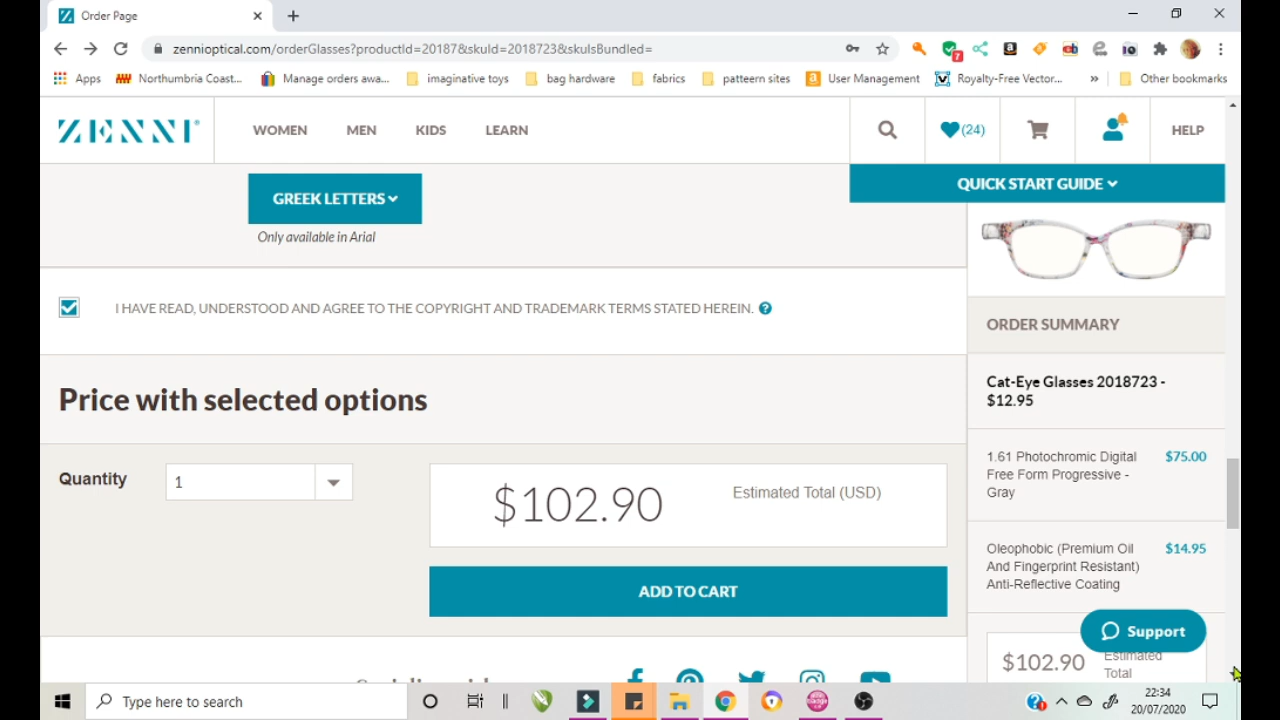 Order Page
zennioptical.com/orderGlasses?productId=20187&skuId=2018723&skuIsBundled=
7
Apps
Northumbria Coast...
Manage orders awa...
imaginative toys
bag hardware
fabrics
patteern sites
User Management
Royalty-Free Vector...
»
Other bookmarks
ZENNI®
WOMEN
MEN
KIDS
LEARN
(24)
HELP
GREEK LETTERS
QUICK START GUIDE
Only available in Arial
I HAVE READ, UNDERSTOOD AND AGREE TO THE COPYRIGHT AND TRADEMARK TERMS STATED HEREIN. ?
ORDER SUMMARY
Price with selected options
Cat-Eye Glasses 2018723 -
$12.95
Quantity
1
$102.90
Estimated Total (USD)
1.61 Photochromic Digital
Free Form Progressive -
Gray
$75.00
Oleophobic (Premium Oil
And Fingerprint Resistant)
Anti-Reflective Coating
$14.95
ADD TO CART
Support
$102.90
Estimated
Total
Type here to search
22:34
20/07/2020